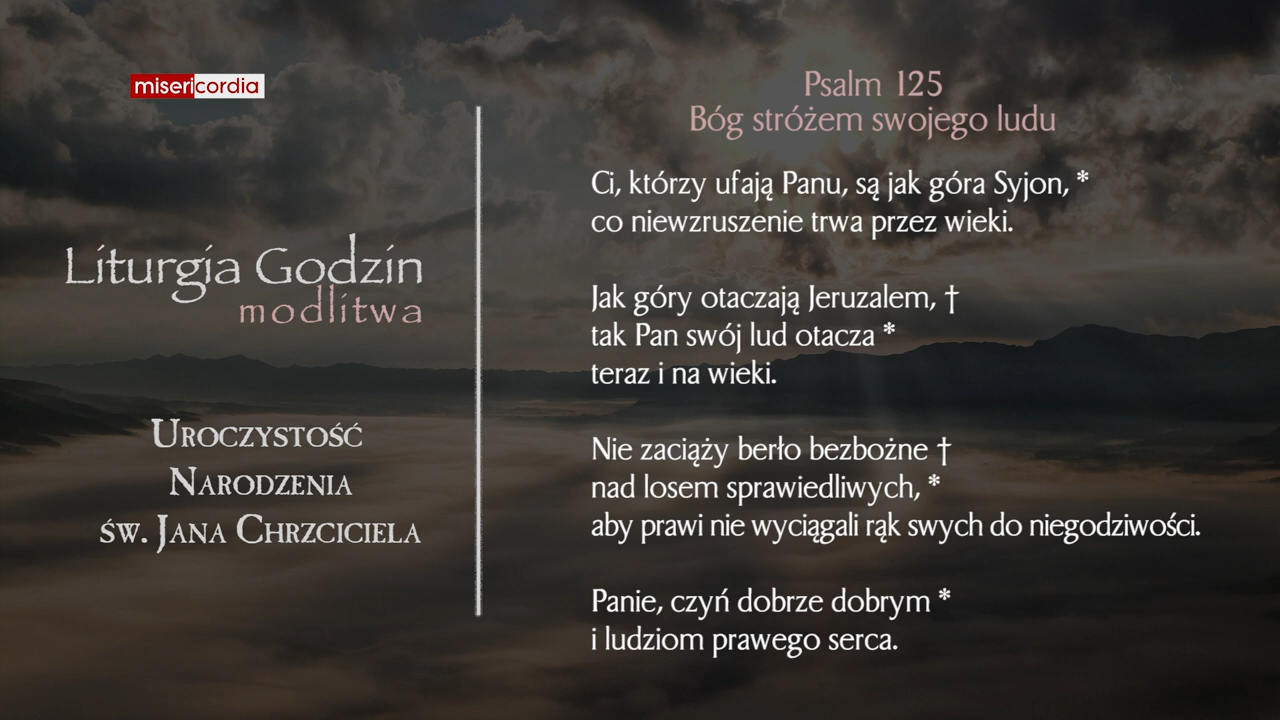 misericordia
Liturgia Godzin
modlitwa
Uroczystość
Narodzenia
św. Jana Chrzciciela
Psalm 125
Bóg stróżem swojego ludu
Ci, którzy ufają Panu, są jak góra Syjon, *
co niewzruszenie trwa przez wieki.
Jak góry otaczają Jeruzalem, †
tak Pan swój lud otacza *
teraz i na wieki.
Nie zaciąży berło bezbożne †
nad losem sprawiedliwych, *
aby prawi nie wyciągali rąk swych do niegodziwości.
Panie, czyń dobrze dobrym *
i ludziom prawego serca.